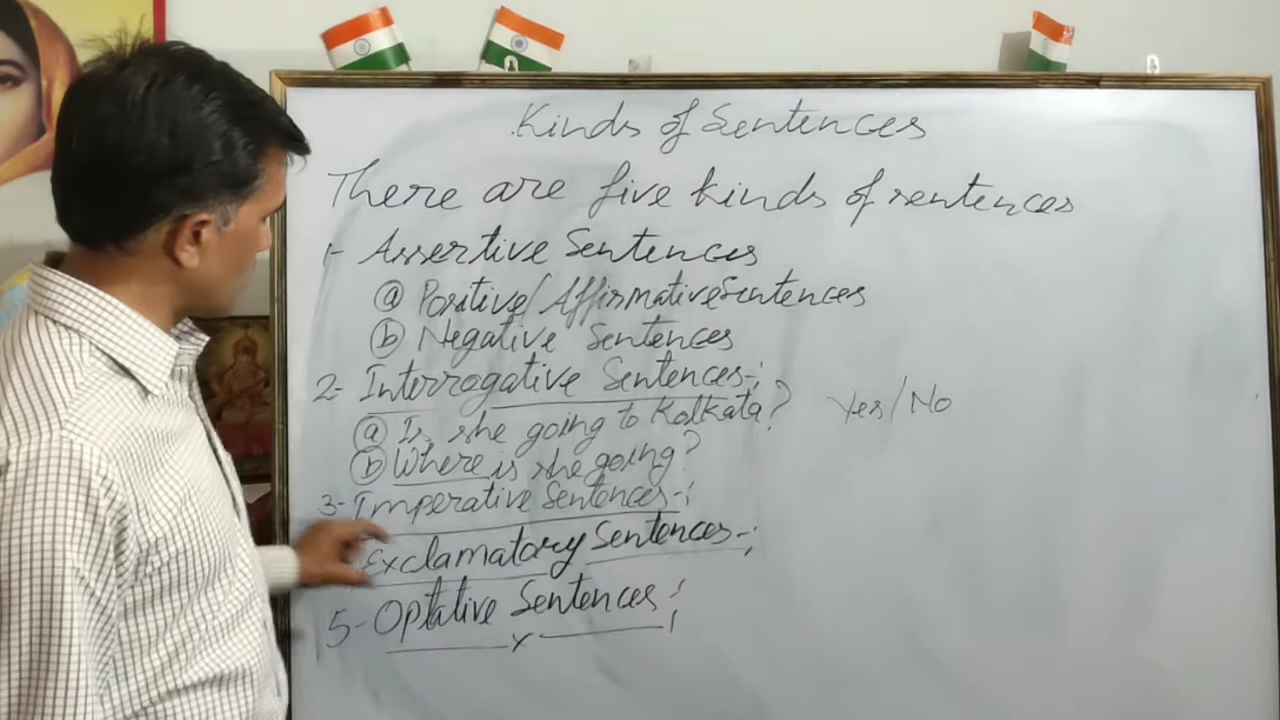 Kinds of Sentences
There are five kinds of sentences
1- Assertive Sentences
ⓐ Positive/Affirmative Sentences
ⓑ Negative Sentences
2- Interrogative Sentences-:
ⓐ Is she going to Kolkata? Yes/No
ⓑ Where is she going?
3- Imperative Sentences-:
Exclamatory Sentences-:
5- Optative Sentences: